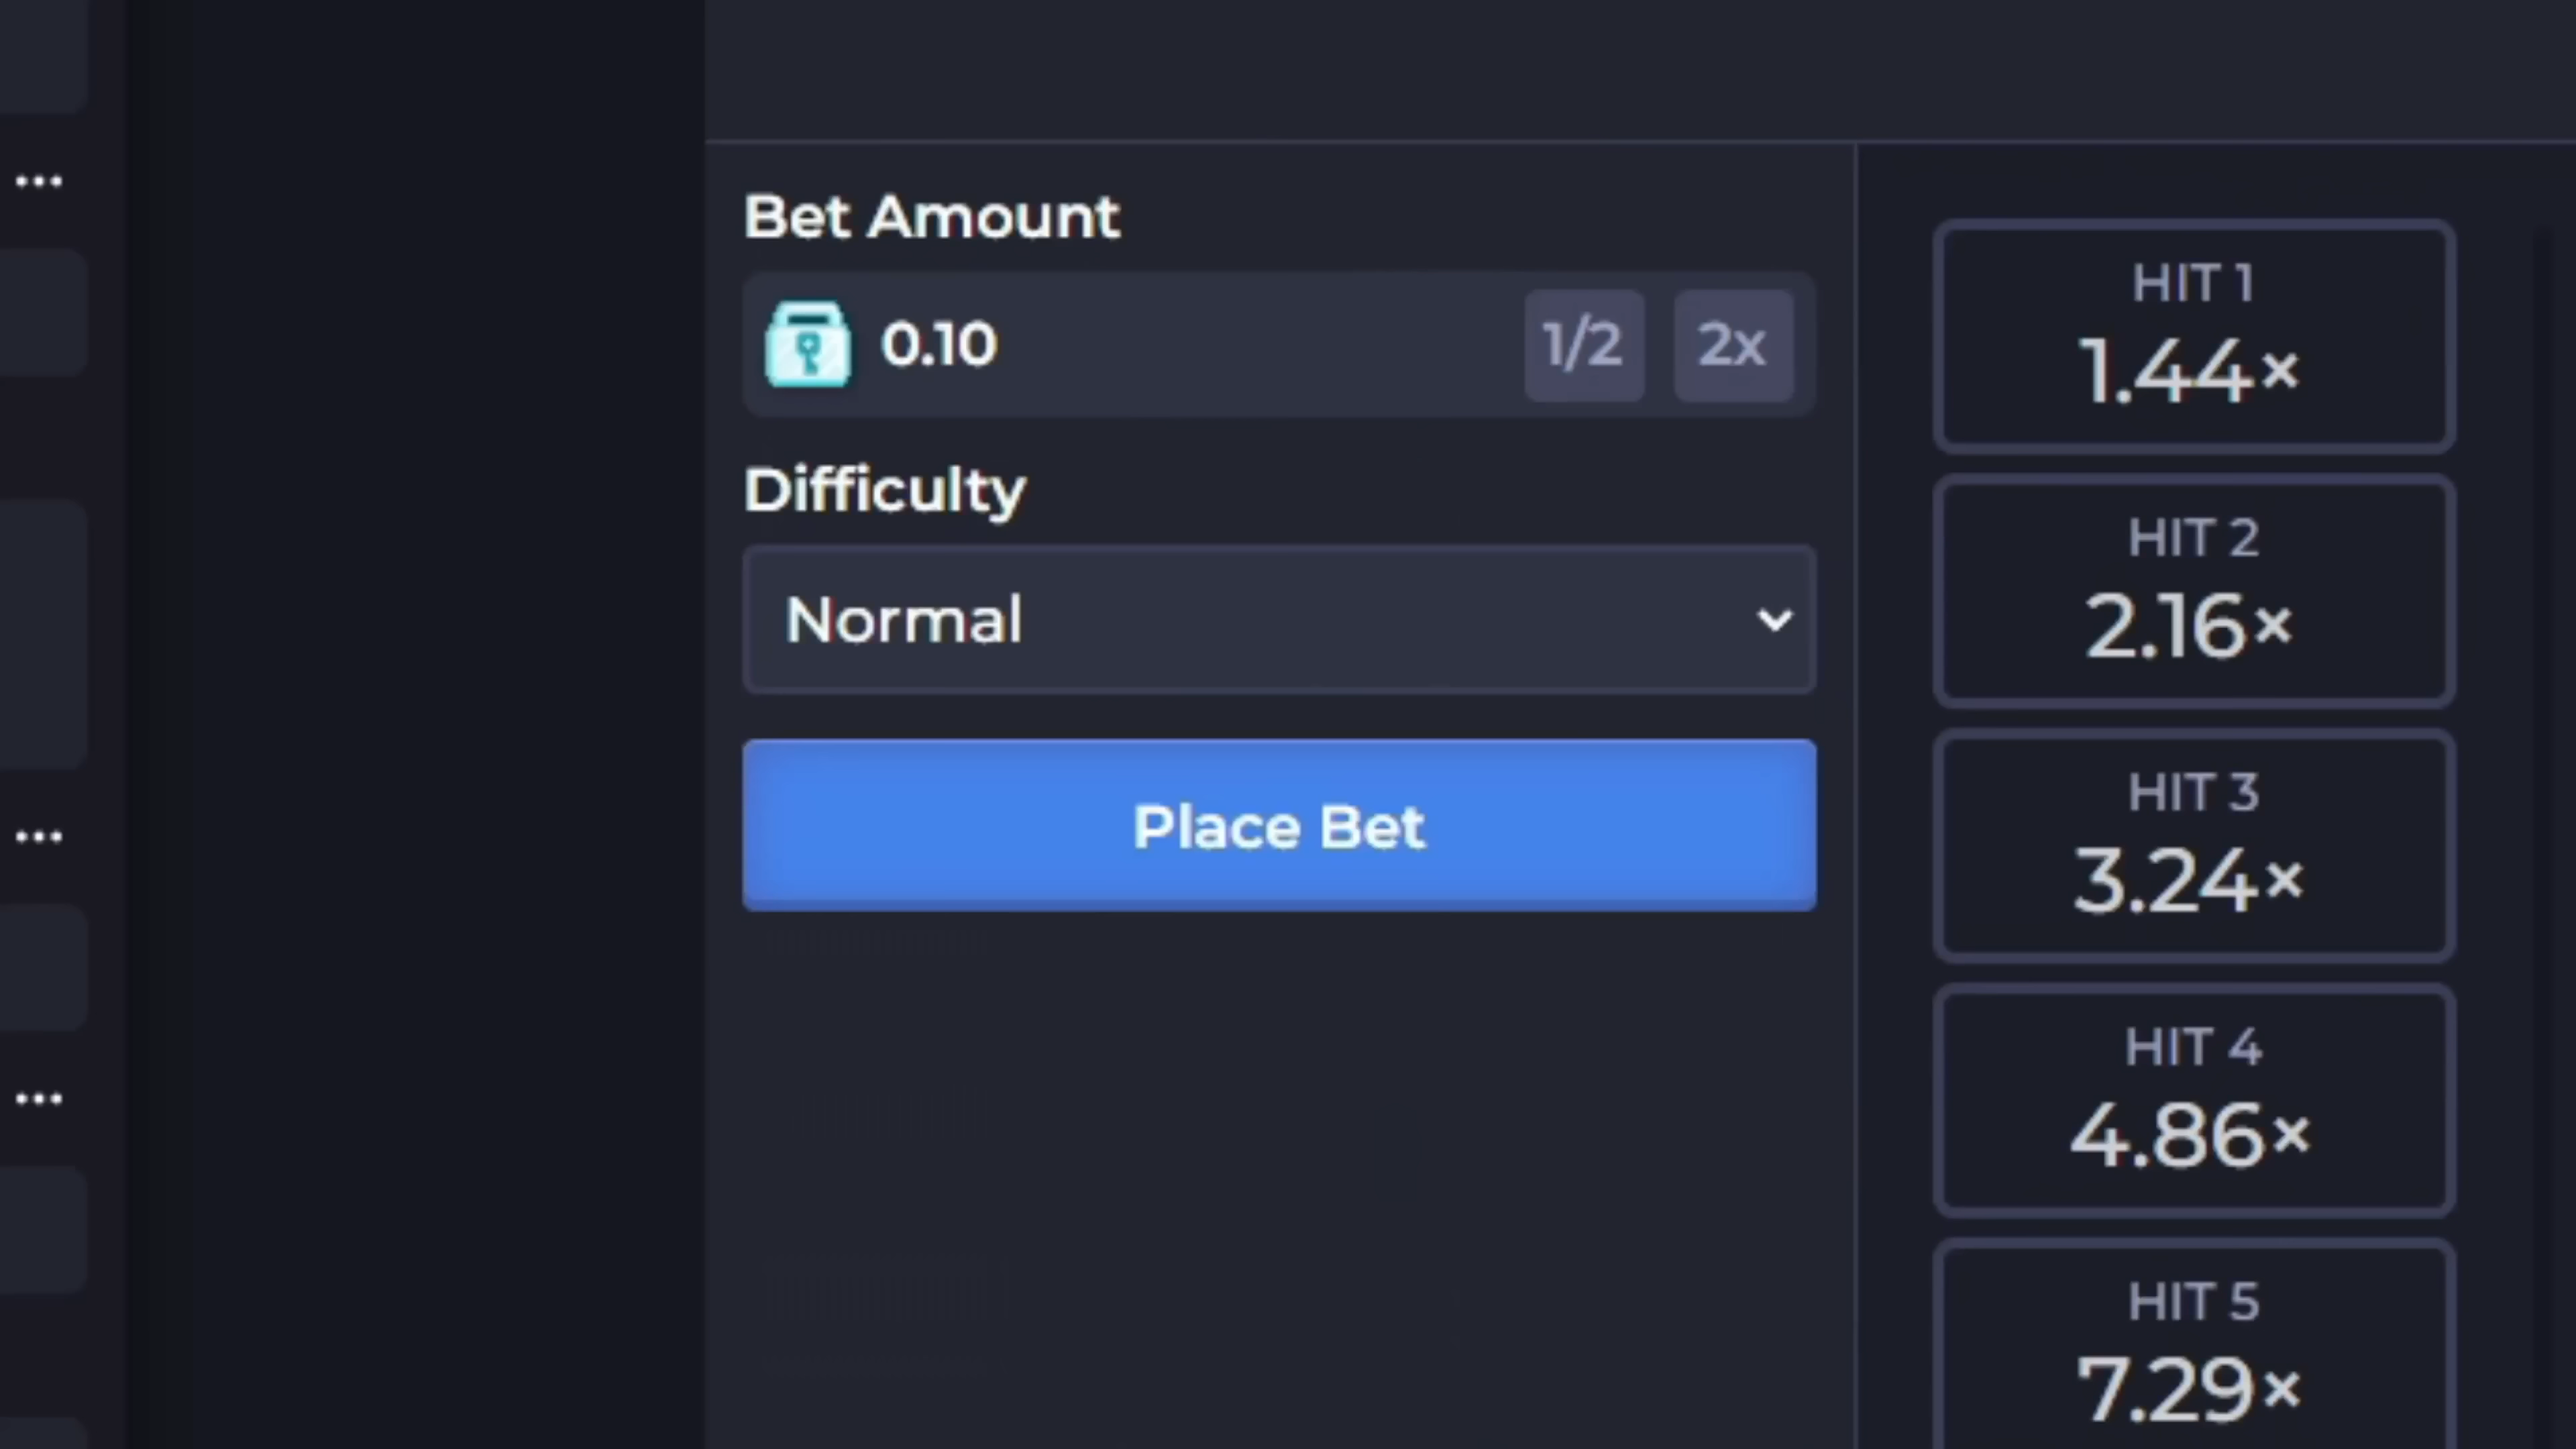 Bet Amount
0.10
1/2
2x
Difficulty
Normal
Place Bet
HIT 1
1.44×
HIT 2
2.16×
HIT 3
3.24×
HIT 4
4.86×
HIT 5
7.29×